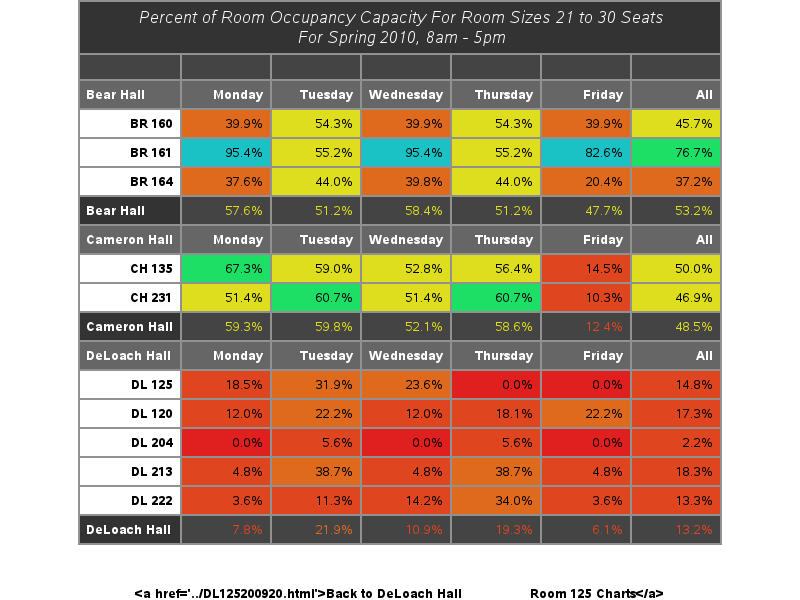 Percent of Room Occupancy Capacity For Room Sizes 21 to 30 Seats
For Spring 2010, 8am - 5pm
Bear Hall Monday Tuesday Wednesday Thursday Friday All
BR 160 39.9% 54.3% 39.9% 54.3% 39.9% 45.7%
BR 161 95.4% 55.2% 95.4% 55.2% 82.6% 76.7%
BR 164 37.6% 44.0% 39.8% 44.0% 20.4% 37.2%
Bear Hall 57.6% 51.2% 58.4% 51.2% 47.7% 53.2%
Cameron Hall Monday Tuesday Wednesday Thursday Friday All
CH 135 67.3% 59.0% 52.8% 56.4% 14.5% 50.0%
CH 231 51.4% 60.7% 51.4% 60.7% 10.3% 46.9%
Cameron Hall 59.3% 59.8% 52.1% 58.6% 12.4% 48.5%
DeLoach Hall Monday Tuesday Wednesday Thursday Friday All
DL 125 18.5% 31.9% 23.6% 0.0% 0.0% 14.8%
DL 120 12.0% 22.2% 12.0% 18.1% 22.2% 17.3%
DL 204 0.0% 5.6% 0.0% 5.6% 0.0% 2.2%
DL 213 4.8% 38.7% 4.8% 38.7% 4.8% 18.3%
DL 222 3.6% 11.3% 14.2% 34.0% 3.6% 13.3%
DeLoach Hall 7.8% 21.9% 10.9% 19.3% 6.1% 13.2%
<a href='../DL125200920.html'>Back to DeLoach Hall Room 125 Charts</a>